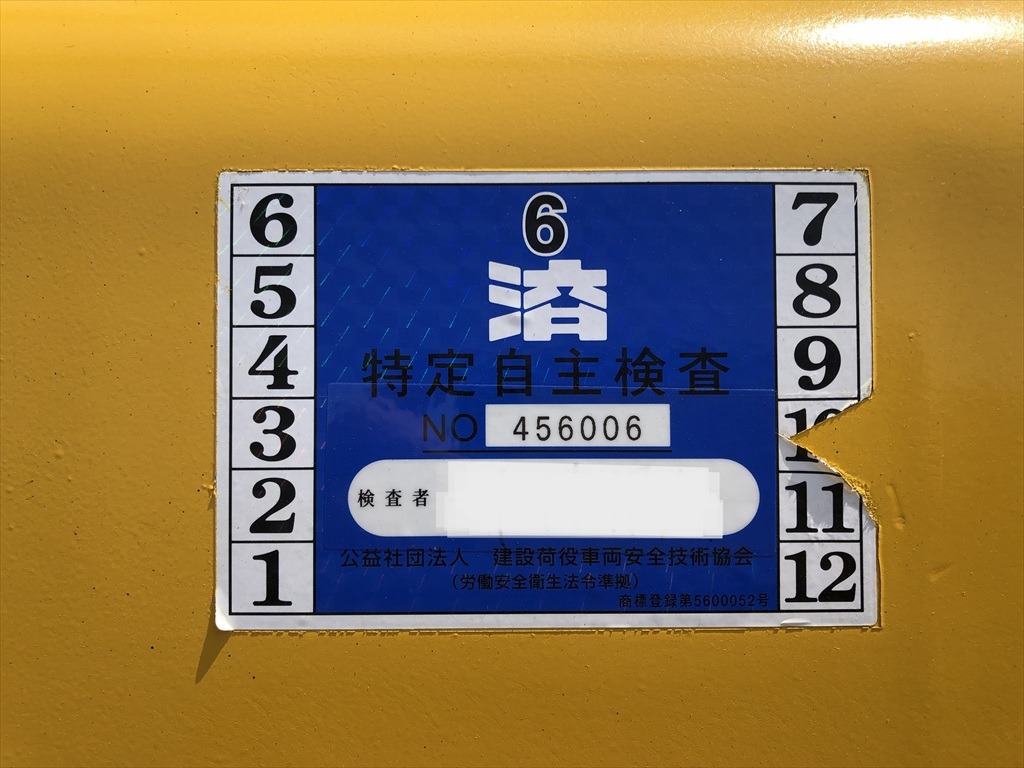 6
済
特定自主検査
NO 456006
検査者
公益社団法人 建設荷役車両安全技術協会
(労働安全衛生法令準拠)
商標登録第5600052号
6
5
4
3
2
1
7
8
9
11
12